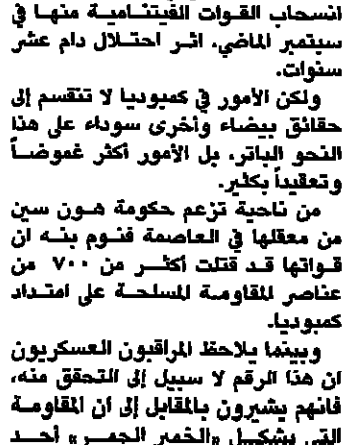 انسحاب القوات الفيتنامية منها في
سبتمبر الماضي. اثر احتلال دام عشر
سنوات.
ولكن الأمور في كمبوديا لا تنقسم إلى
حقائق بيضاء وأخرى سوداء على هذا
النحو الباتر، بل الأمور أكثر غموضاً
وتعقيداً بكثير.
من ناحية تزعم حكومة هون سين
من معقلها في العاصمة فنوم بنه ان
قواتها قد قتلت أكثر من ٧٠٠ من
عناصر المقاومة المسلحة على امتداد
كمبوديا.
وبينما يلاحظ المراقبون العسكريون
ان هذا الرقم لا سبيل إلى التحقق منه،
فانهم يشيرون بالمقابل إلى أن المقاومة
التي يشكل «الخمير الحمر» أحد